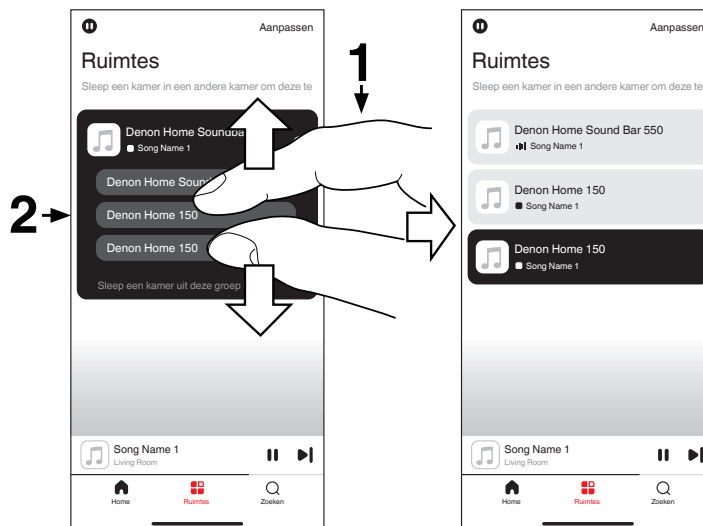 Aanpassen
Ruimtes
Sleep een kamer in een andere kamer om deze te
Denon Home Soundba
Song Name 1
Denon Home Soun
Denon Home 150
Denon Home 150
Sleep een kamer uit deze groep
Song Name 1
Living Room
Home
Ruimtes
Zoeken
1
2
Aanpassen
Ruimtes
Sleep een kamer in een andere kamer om deze te
Denon Home Sound Bar 550
Song Name 1
Denon Home 150
Song Name 1
Denon Home 150
Song Name 1
Song Name 1
Living Room
Home
Ruimtes
Zoeken